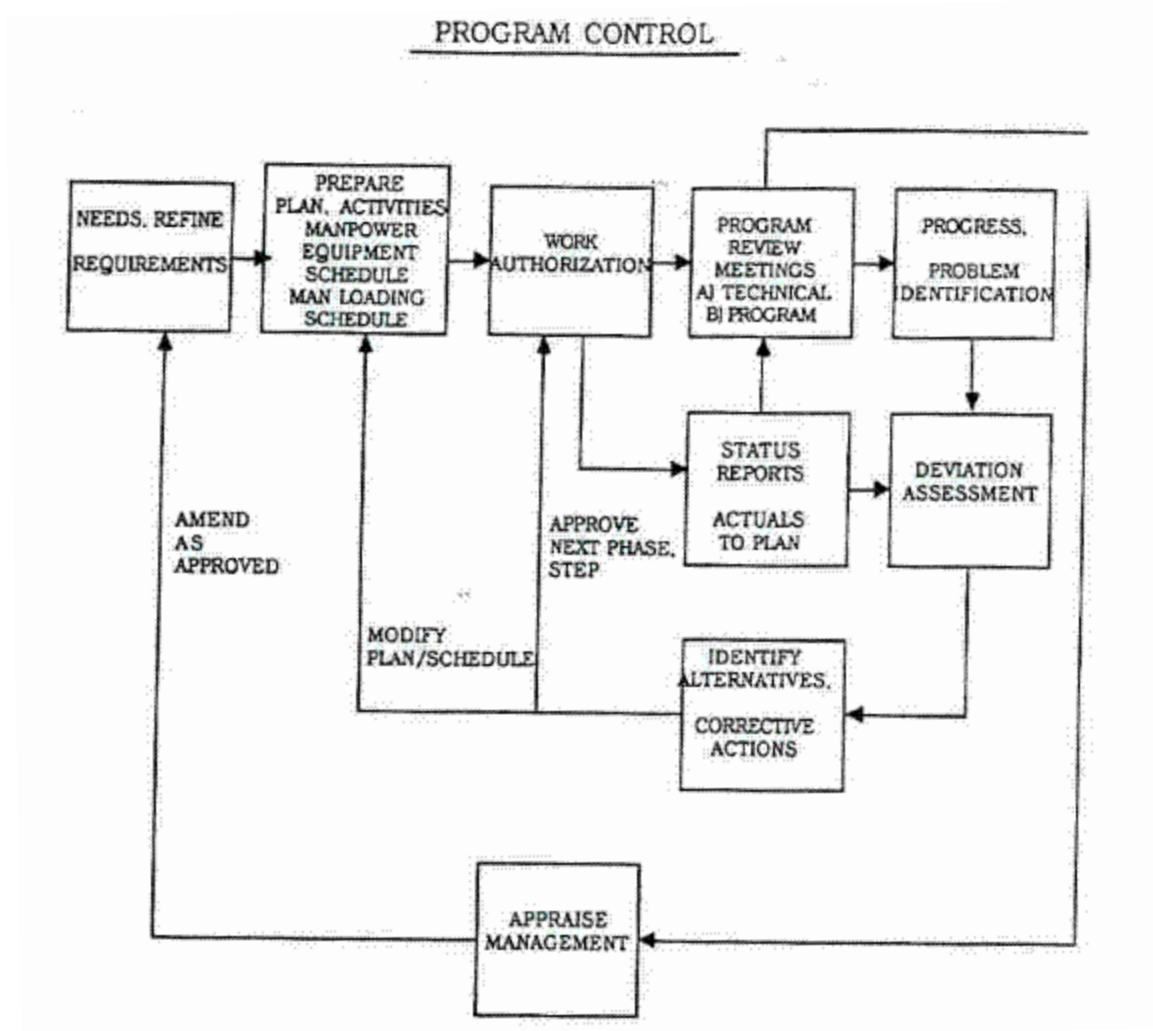 PROGRAM CONTROL
NEEDS, REFINE
REQUIREMENTS
PREPARE
PLAN, ACTIVITIES
MANPOWER
EQUIPMENT
SCHEDULE
MAN LOADING
SCHEDULE
WORK
AUTHORIZATION
PROGRAM
REVIEW
MEETINGS
A) TECHNICAL
B) PROGRAM
PROGRESS,
PROBLEM
IDENTIFICATION
STATUS
REPORTS
ACTUALS
TO PLAN
DEVIATION
ASSESSMENT
AMEND
AS
APPROVED
APPROVE
NEXT PHASE,
STEP
MODIFY
PLAN/SCHEDULE
IDENTIFY
ALTERNATIVES,
CORRECTIVE
ACTIONS
APPRAISE
MANAGEMENT